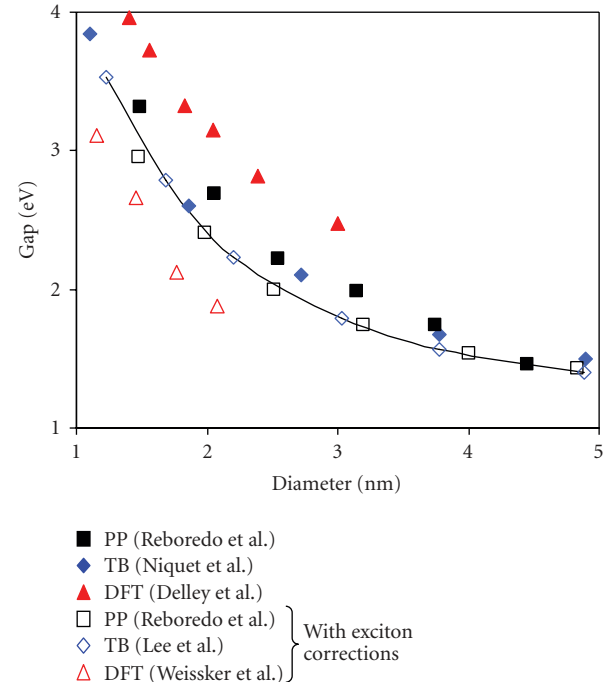 4
3
Gap (eV)
2
1
1 2 3 4 5
Diameter (nm)
PP (Reboredo et al.)
TB (Niquet et al.)
DFT (Delley et al.)
PP (Reboredo et al.)
TB (Lee et al.)
DFT (Weissker et al.)
With exciton
corrections